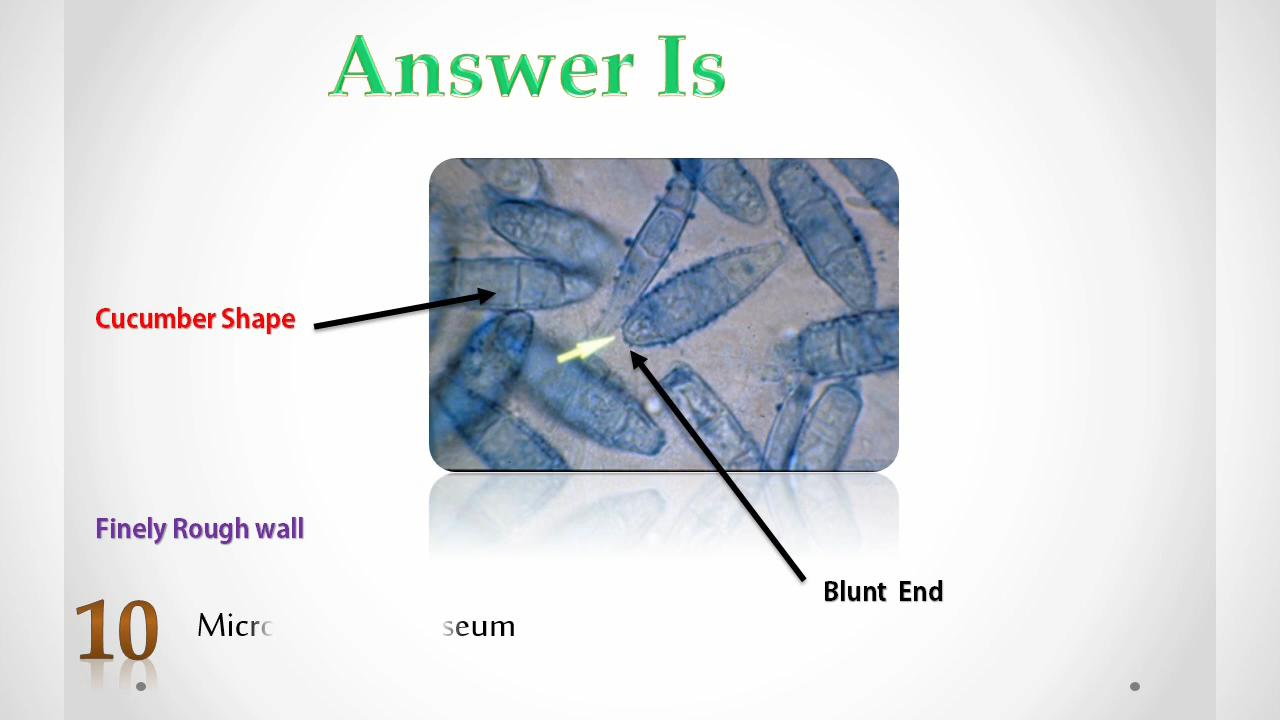 Answer Is
Cucumber Shape
Finely Rough wall
Blunt End
10
Micro seum